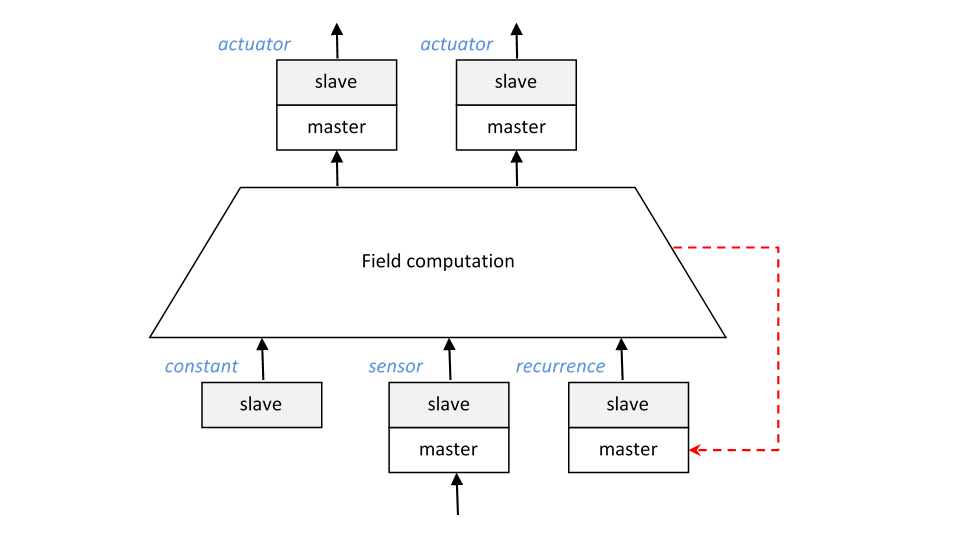 actuator
actuator
slave
slave
master
master
Field computation
constant
sensor
recurrence
slave
slave
slave
master
master